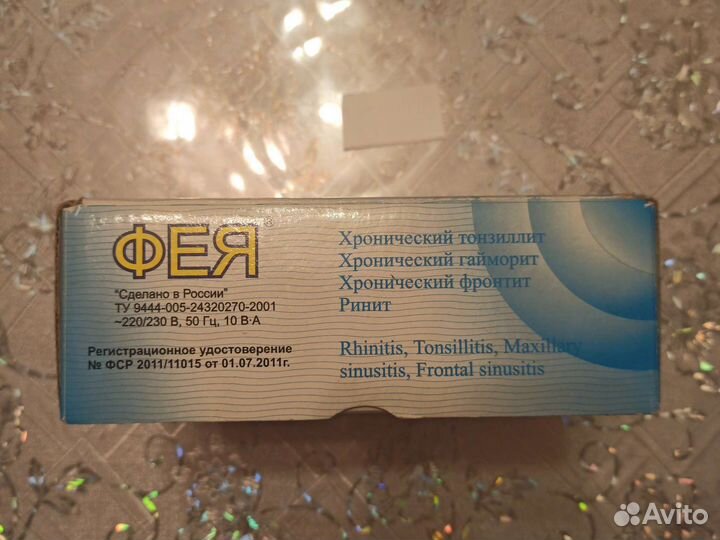 ФЕЯ®
"Сделано в России"
ТУ 9444-005-24320270-2001
~220/230 В, 50 Гц, 10 В·А
Регистрационное удостоверение
№ ФСР 2011/11015 от 01.07.2011г.
Хронический тонзиллит
Хронический гайморит
Хронический фронтит
Ринит
Rhinitis, Tonsillitis, Maxillary
sinusitis, Frontal sinusitis
Avito